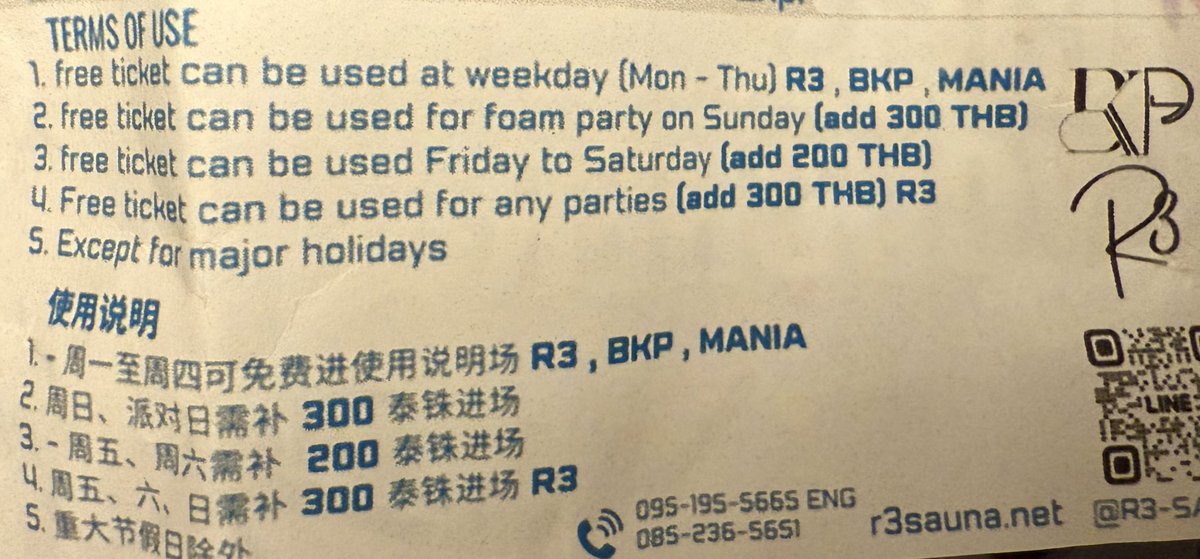 TERMS OF USE
1. free ticket can be used at weekday (Mon - Thu) R3 , BKP , MANIA
2. free ticket can be used for foam party on Sunday (add 300 THB)
3. free ticket can be used Friday to Saturday (add 200 THB)
4. Free ticket can be used for any parties (add 300 THB) R3
5. Except for major holidays
BKP
R3
使用说明
1. - 周一至周四可免费进使用说明场 R3 , BKP , MANIA
2. 周日、派对日需补 300 泰铢进场
3. - 周五、周六需补 200 泰铢进场
4. 周五、六、日需补 300 泰铢进场 R3
5. 重大节假日除外
LINE
095-195-5665 ENG
085-236-5651
r3sauna.net
@R3-SA